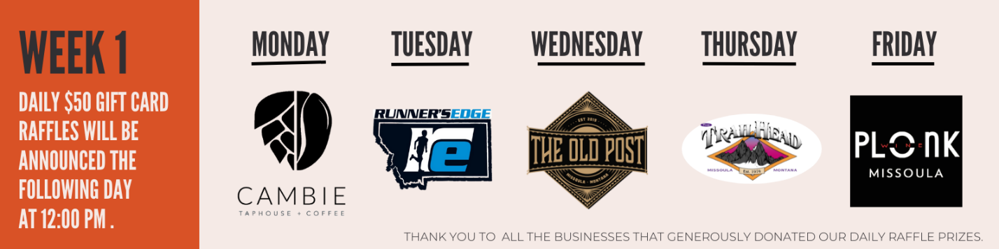 WEEK 1
DAILY $50 GIFT CARD
RAFFLES WILL BE
ANNOUNCED THE
FOLLOWING DAY
AT 12:00 PM .
MONDAY
CAMBIE
TAPHOUSE + COFFEE
TUESDAY
RUNNER'S EDGE
re
WEDNESDAY
EST 2019
THE OLD POST
MISSOULA · MONTANA
THURSDAY
THE
TRAIL HEAD
MISSOULA Est. 1974 MONTANA
FRIDAY
PLONK
WINE
MISSOULA
THANK YOU TO ALL THE BUSINESSES THAT GENEROUSLY DONATED OUR DAILY RAFFLE PRIZES.